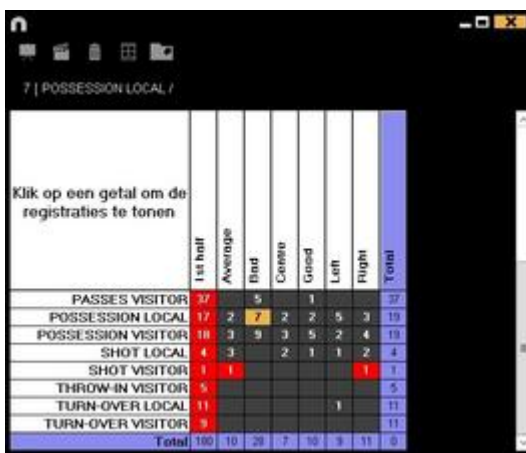 7 | POSSESSION LOCAL /
Klik op een getal om de
registraties te tonen
1st half Average Bad Centre Good Left Right Total
PASSES VISITOR 37 5 1 37
POSSESSION LOCAL 17 2 7 2 2 5 3 19
POSSESSION VISITOR 18 3 9 3 5 2 4 19
SHOT LOCAL 4 3 2 1 1 2 4
SHOT VISITOR 1 1 1 1
THROW-IN VISITOR 5 5
TURN-OVER LOCAL 11 1 11
TURN-OVER VISITOR 9 11
Total 100 10 20 7 10 9 11 0